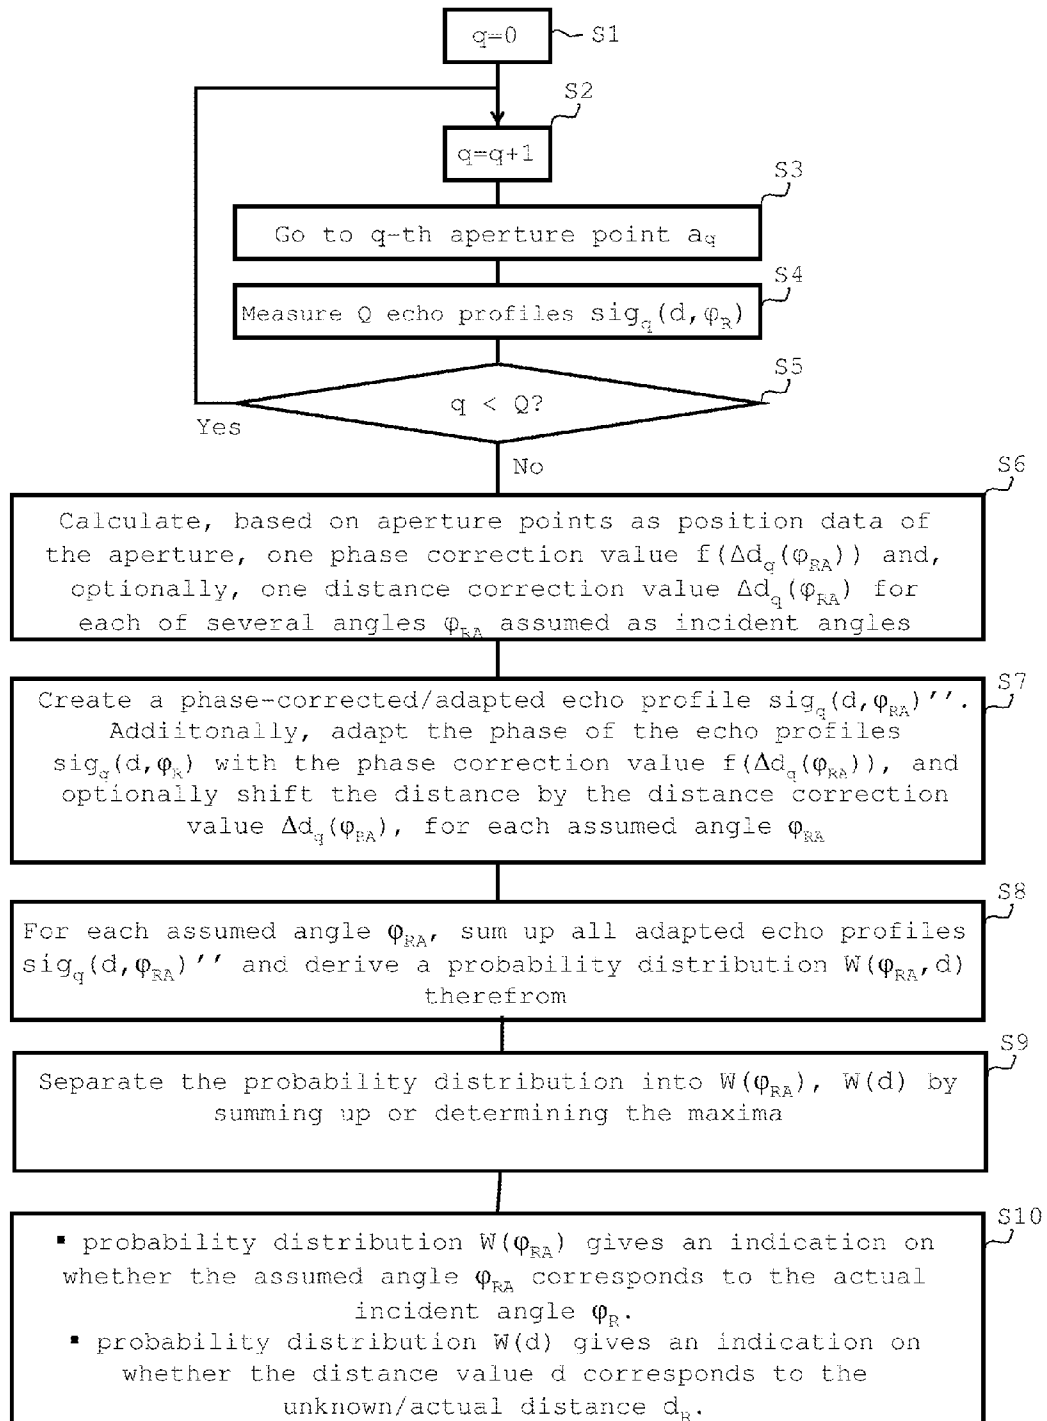 q=0
S1
S2
q=q+1
S3
Go to q-th aperture point a_q
S4
Measure Q echo profiles sig_q(d,φ_R)
S5
q < Q?
Yes
No
S6
Calculate, based on aperture points as position data of
the aperture, one phase correction value f(Δd_q(φ_RA)) and,
optionally, one distance correction value Δd_q(φ_RA) for
each of several angles φ_RA assumed as incident angles
S7
Create a phase-corrected/adapted echo profile sig_q(d,φ_RA)′′.
Addiitonally, adapt the phase of the echo profiles
sig_q(d,φ_R) with the phase correction value f(Δd_q(φ_RA)), and
optionally shift the distance by the distance correction
value Δd_q(φ_RA), for each assumed angle φ_RA
S8
For each assumed angle φ_RA, sum up all adapted echo profiles
sig_q(d,φ_RA)′′ and derive a probability distribution W(φ_RA,d)
therefrom
S9
Separate the probability distribution into W(φ_RA), W(d) by
summing up or determining the maxima
S10
▪ probability distribution W(φ_RA) gives an indication on
whether the assumed angle φ_RA corresponds to the actual
incident angle φ_R.
▪ probability distribution W(d) gives an indication on
whether the distance value d corresponds to the
unknown/actual distance d_R.